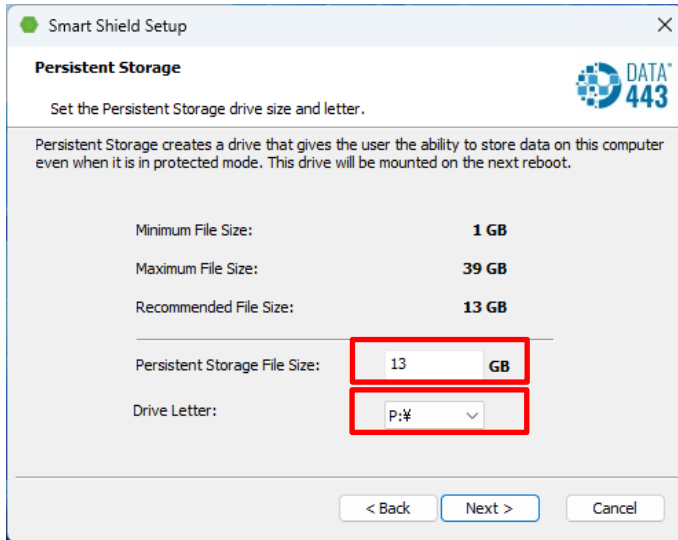 Smart Shield Setup
Persistent Storage
Set the Persistent Storage drive size and letter.
DATA™
443
Persistent Storage creates a drive that gives the user the ability to store data on this computer
even when it is in protected mode. This drive will be mounted on the next reboot.
Minimum File Size: 1 GB
Maximum File Size: 39 GB
Recommended File Size: 13 GB
Persistent Storage File Size: 13 GB
Drive Letter: P:¥
< Back Next > Cancel